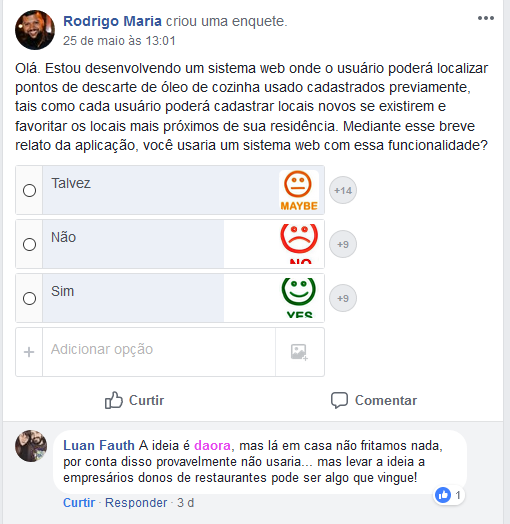 Rodrigo Maria criou uma enquete.
25 de maio às 13:01
Olá. Estou desenvolvendo um sistema web onde o usuário poderá localizar
pontos de descarte de óleo de cozinha usado cadastrados previamente,
tais como cada usuário poderá cadastrar locais novos se existirem e
favoritar os locais mais próximos de sua residência. Mediante esse breve
relato da aplicação, você usaria um sistema web com essa funcionalidade?
Talvez
MAYBE
+14
Não
NO
+9
Sim
YES
+9
+ Adicionar opção
Curtir
Comentar
Luan Fauth A ideia é daora, mas lá em casa não fritamos nada,
por conta disso provavelmente não usaria... mas levar a ideia a
empresários donos de restaurantes pode ser algo que vingue!
1
Curtir · Responder · 3 d